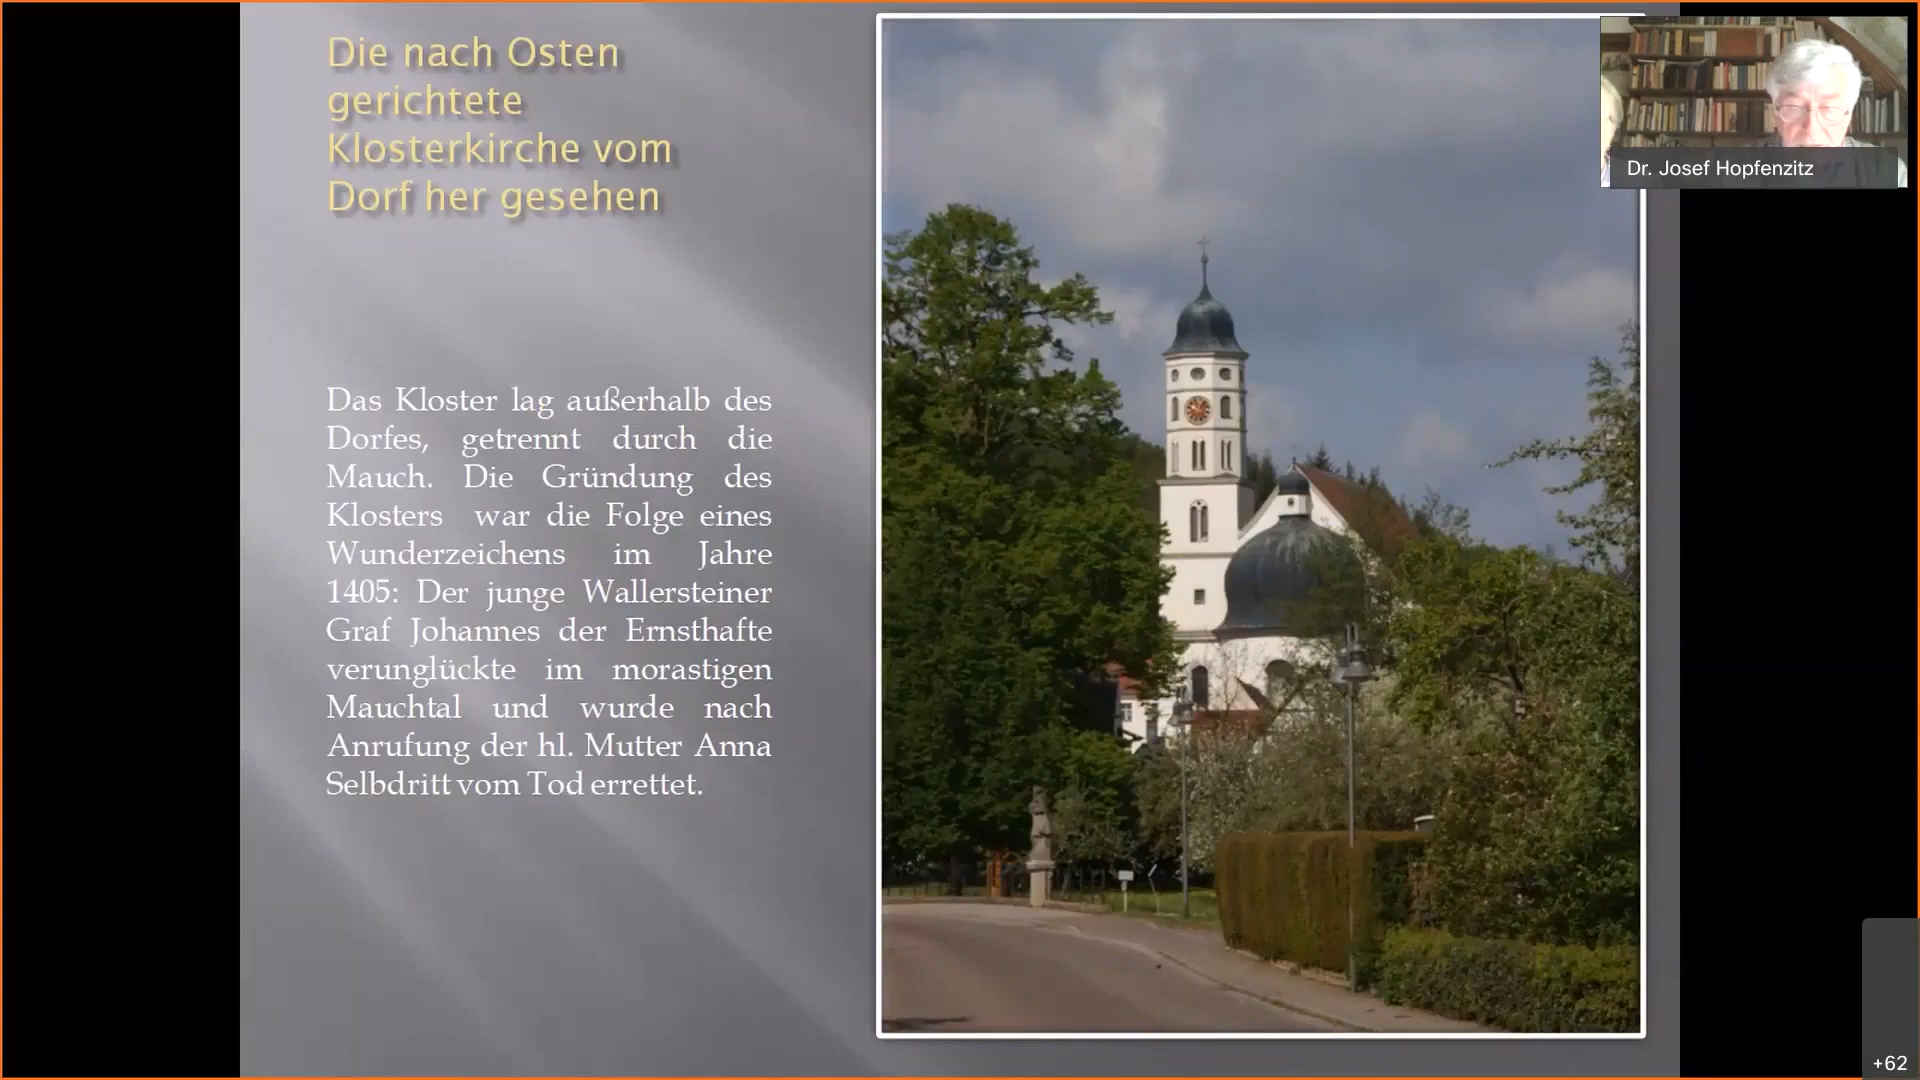 Die nach Osten
gerichtete
Klosterkirche vom
Dorf her gesehen
Das Kloster lag außerhalb des
Dorfes, getrennt durch die
Mauch. Die Gründung des
Klosters war die Folge eines
Wunderzeichens im Jahre
1405: Der junge Wallersteiner
Graf Johannes der Ernsthafte
verunglückte im morastigen
Mauchtal und wurde nach
Anrufung der hl. Mutter Anna
Selbdritt vom Tod errettet.
Dr. Josef Hopfenzitz
+62